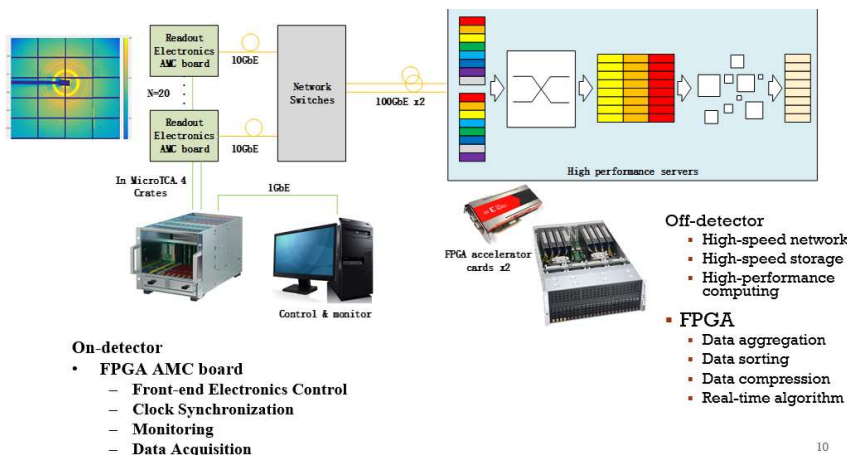 Readout
Electronics
AMC board
10GbE
N=20
Readout
Electronics
AMC board
10GbE
Network
Switches
100GbE x2
High performance servers
In MicroTCA.4
Crates
1GbE
Control & monitor
FPGA accelerator
cards x2
Off-detector
▪ High-speed network
▪ High-speed storage
▪ High-performance
computing
▪ FPGA
▪ Data aggregation
▪ Data sorting
▪ Data compression
▪ Real-time algorithm
On-detector
• FPGA AMC board
– Front-end Electronics Control
– Clock Synchronization
– Monitoring
– Data Acquisition
10